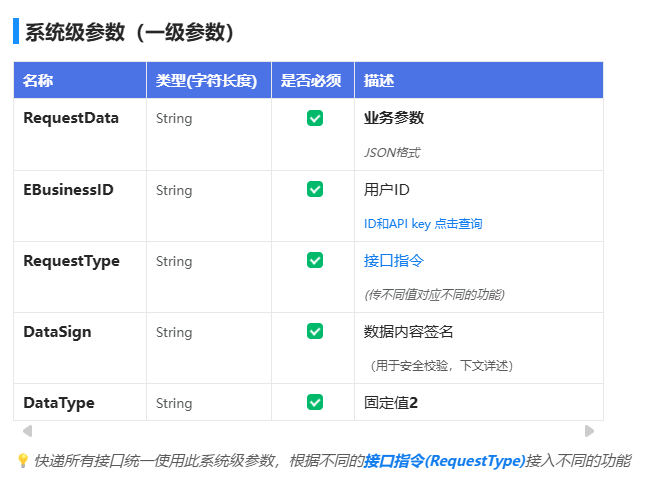 系统级参数（一级参数）
名称 类型(字符长度) 是否必须 描述
RequestData String 业务参数
JSON格式
EBusinessID String 用户ID
ID和API key 点击查询
RequestType String 接口指令
(传不同值对应不同的功能)
DataSign String 数据内容签名
（用于安全校验，下文详述）
DataType String 固定值2
快递所有接口统一使用此系统级参数，根据不同的接口指令(RequestType)接入不同的功能